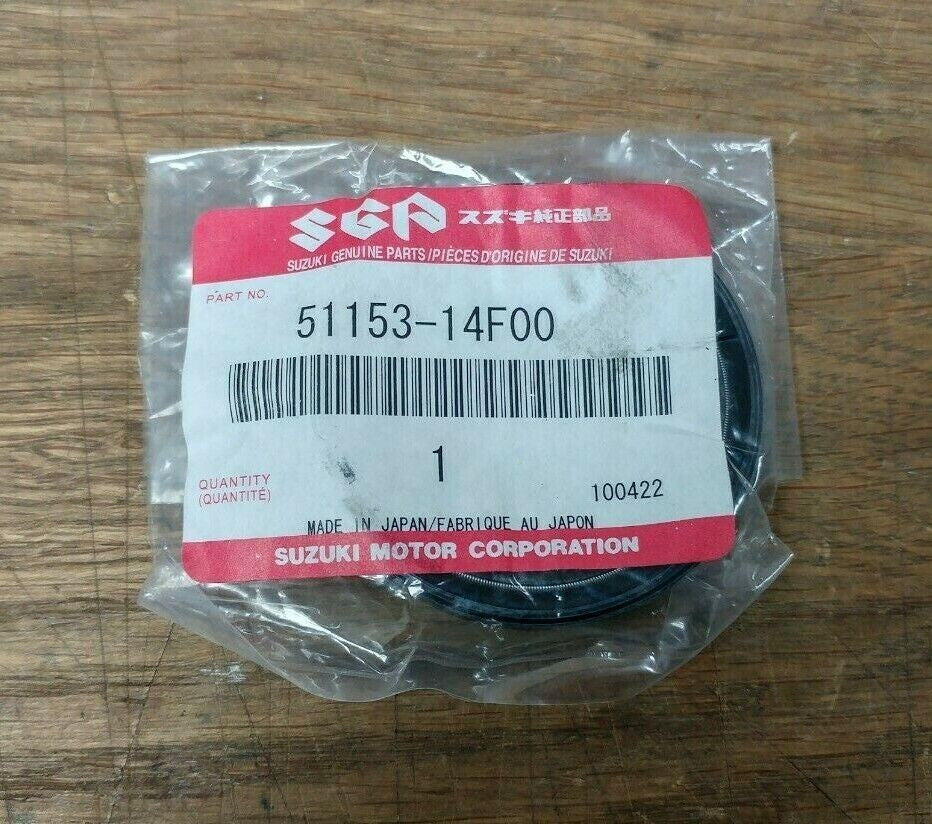 SGP スズキ純正部品
SUZUKI GENUINE PARTS/PIÈCES D'ORIGINE DE SUZUKI
PART NO.
51153-14F00
1
QUANTITY
(QUANTITÉ)
100422
MADE IN JAPAN/FABRIQUE AU JAPON
SUZUKI MOTOR CORPORATION